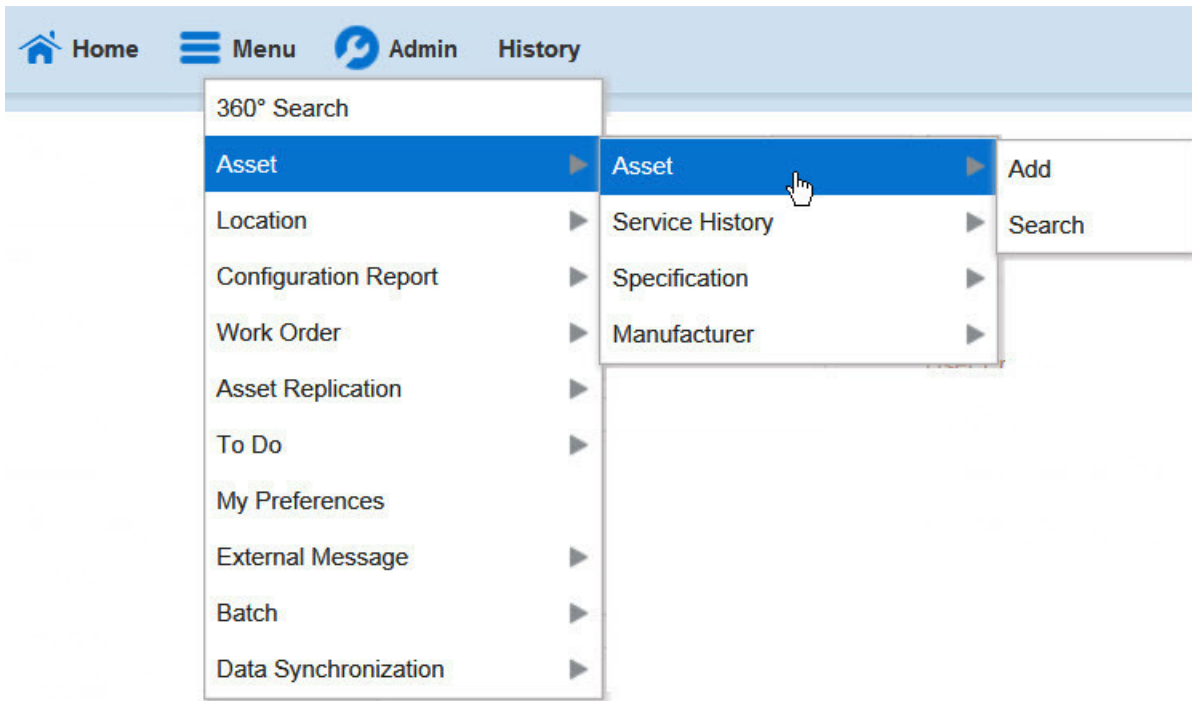 Home Menu Admin History
360° Search
Asset
Location
Configuration Report
Work Order
Asset Replication
To Do
My Preferences
External Message
Batch
Data Synchronization
Asset
Service History
Specification
Manufacturer
Add
Search